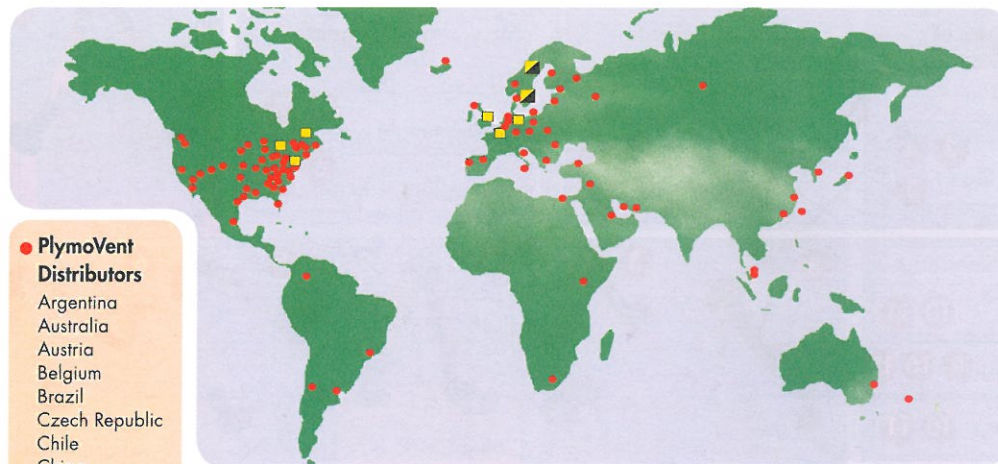 PlymoVent
Distributors
Argentina
Australia
Austria
Belgium
Brazil
Czech Republic
Chile